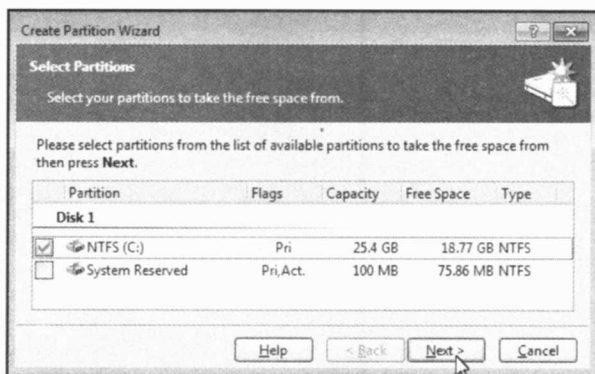 Create Partition Wizard
Select Partitions
Select your partitions to take the free space from.
Please select partitions from the list of available partitions to take the free space from
then press Next.
Partition Flags Capacity Free Space Type
Disk 1
NTFS (C:) Pri 25.4 GB 18.77 GB NTFS
System Reserved Pri,Act. 100 MB 75.86 MB NTFS
Help < Back Next > Cancel